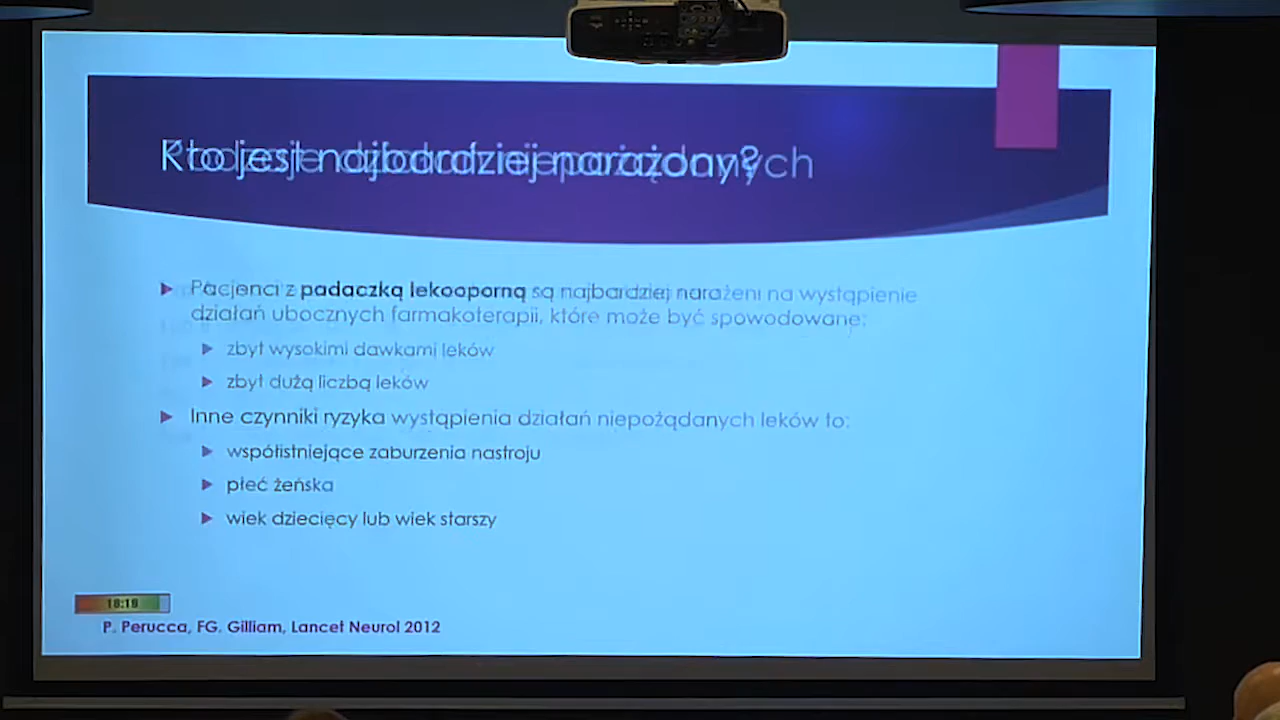 Kto jest najbardziej narażony?
Pacjenci z padaczką lekooporną są najbardziej narażeni na wystąpienie
działań ubocznych farmakoterapii, które może być spowodowane:
zbyt wysokimi dawkami leków
zbyt dużą liczbą leków
Inne czynniki ryzyka wystąpienia działań niepożądanych leków to:
współistniejące zaburzenia nastroju
płeć żeńska
wiek dziecięcy lub wiek starszy
18:18
P. Perucca, FG. Gilliam, Lancet Neurol 2012